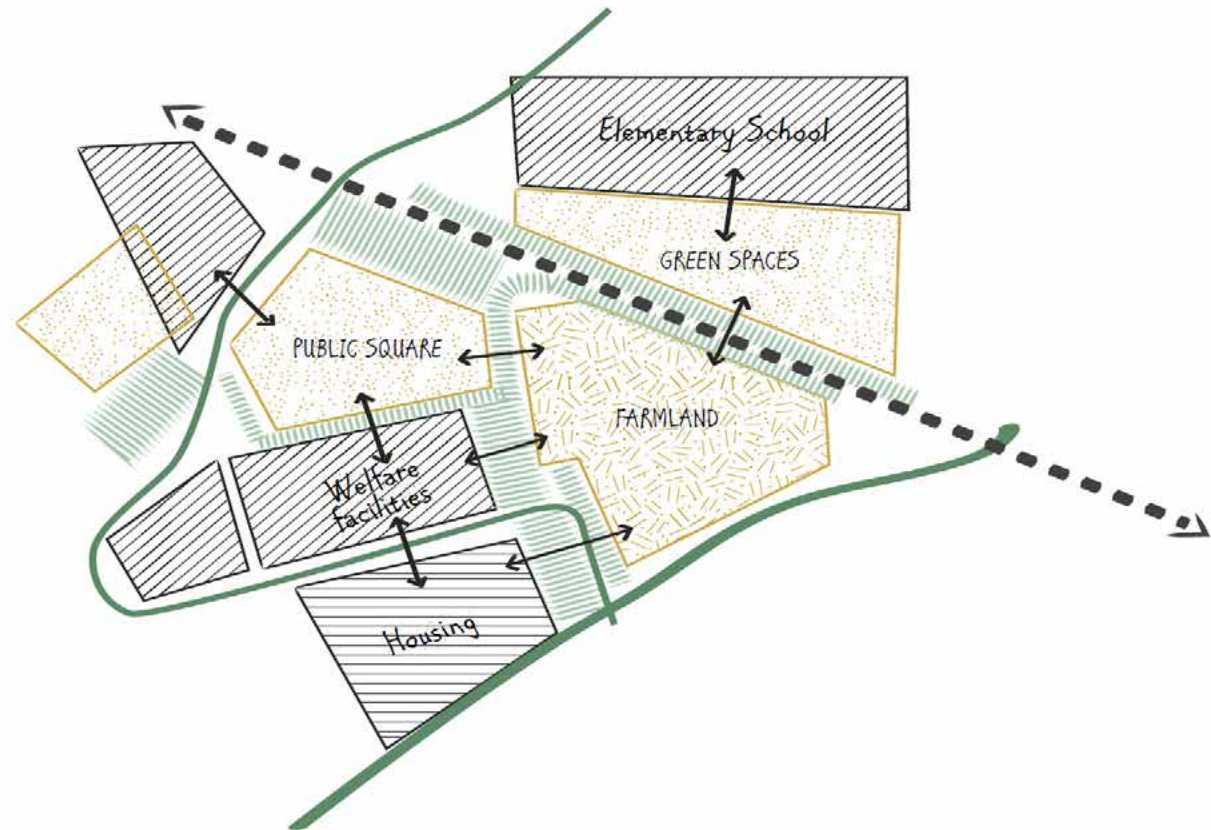 Elementary School
GREEN SPACES
PUBLIC SQUARE
FARMLAND
Welfare
facilities
Housing